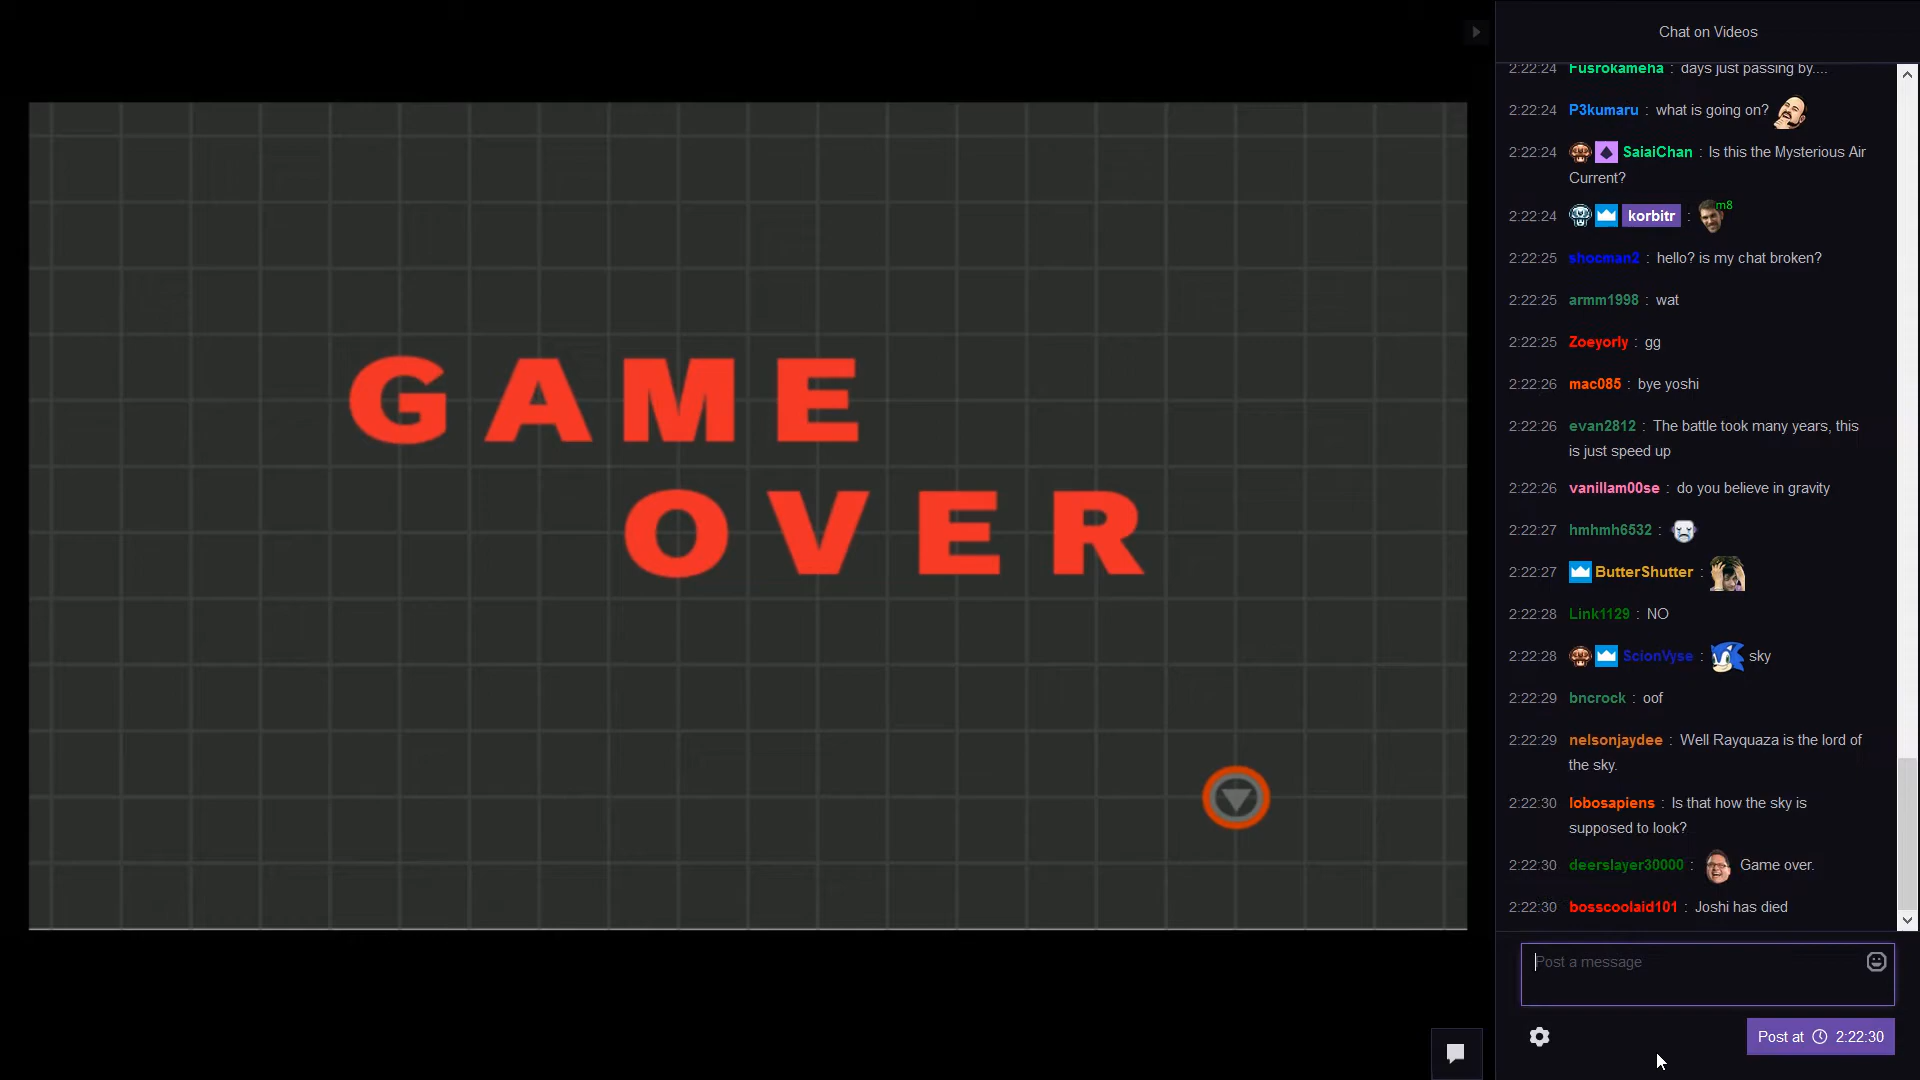 GAME
OVER
Chat on Videos
2:22:24 Fusrokameha : days just passing by....
2:22:24 P3kumaru : what is going on?
2:22:24 SaiaiChan : Is this the Mysterious Air
Current?
2:22:24 korbitr : m8
2:22:25 shocman2 : hello? is my chat broken?
2:22:25 armm1998 : wat
2:22:25 Zoeyorly : gg
2:22:26 mac085 : bye yoshi
2:22:26 evan2812 : The battle took many years, this
is just speed up
2:22:26 vanillam00se : do you believe in gravity
2:22:27 hmhmh6532 :
2:22:27 ButterShutter :
2:22:28 Link1129 : NO
2:22:28 ScionVyse : sky
2:22:29 bncrock : oof
2:22:29 nelsonjaydee : Well Rayquaza is the lord of
the sky.
2:22:30 lobosapiens : Is that how the sky is
supposed to look?
2:22:30 deerslayer30000 : Game over.
2:22:30 bosscoolaid101 : Joshi has died
Post a message
Post at 2:22:30